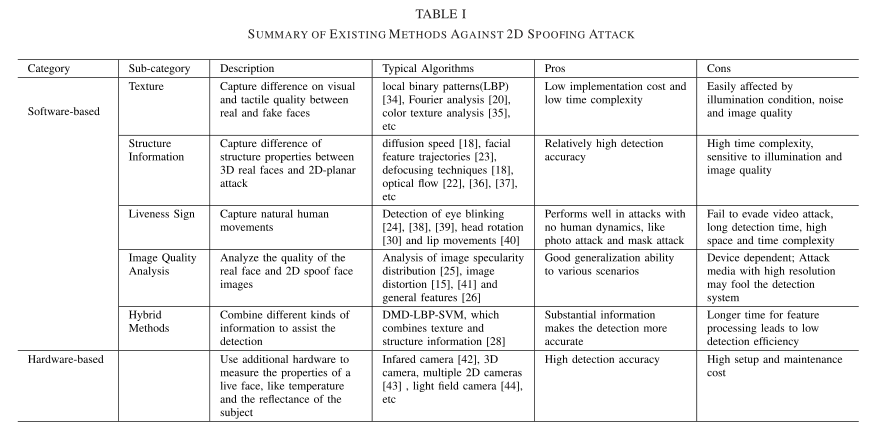 TABLE I
SUMMARY OF EXISTING METHODS AGAINST 2D SPOOFING ATTACK
Category
Sub-category
Description
Typical Algorithms
Pros
Cons
Software-based
Texture
Capture difference on visual
and tactile quality between
real and fake faces
local binary patterns(LBP)
[34], Fourier analysis [20],
color texture analysis [35],
etc
Low implementation cost and
low time complexity
Easily affected by
illumination condition, noise
and image quality
Structure
Information
Capture difference of
structure properties between
3D real faces and 2D-planar
attack
diffusion speed [18], facial
feature trajectories [23],
defocusing techniques [18],
optical flow [22], [36], [37],
etc
Relatively high detection
accuracy
High time complexity,
sensitive to illumination and
image quality
Liveness Sign
Capture natural human
movements
Detection of eye blinking
[24], [38], [39], head rotation
[30] and lip movements [40]
Performs well in attacks with
no human dynamics, like
photo attack and mask attack
Fail to evade video attack,
long detection time, high
space and time complexity
Image Quality
Analysis
Analyze the quality of the
real face and 2D spoof face
images
Analysis of image specularity
distribution [25], image
distortion [15], [41] and
general features [26]
Good generalization ability
to various scenarios
Device dependent; Attack
media with high resolution
may fool the detection
system
Hybrid
Methods
Combine different kinds of
information to assist the
detection
DMD-LBP-SVM, which
combines texture and
structure information [28]
Substantial information
makes the detection more
accurate
Longer time for feature
processing leads to low
detection efficiency
Hardware-based
Use additional hardware to
measure the properties of a
live face, like temperature
and the reflectance of the
subject
Infared camera [42], 3D
camera, multiple 2D cameras
[43] , light field camera [44],
etc
High detection accuracy
High setup and maintenance
cost